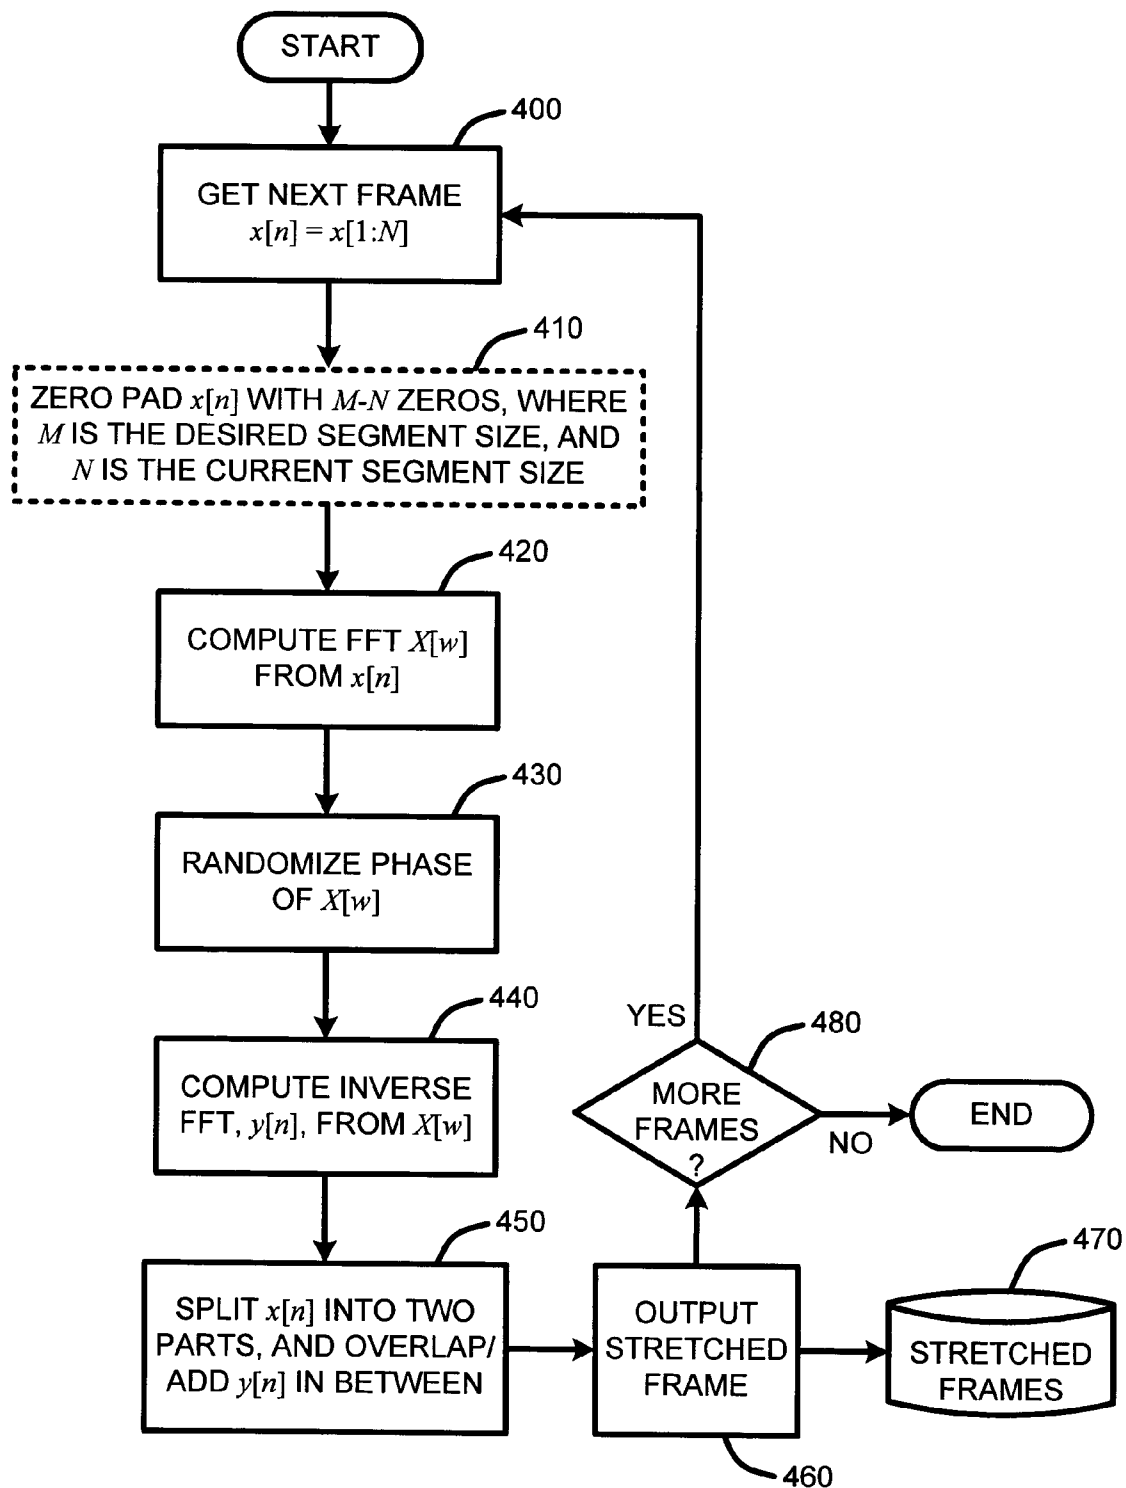 START
400
GET NEXT FRAME
x[n] = x[1:N]
410
ZERO PAD x[n] WITH M-N ZEROS, WHERE
M IS THE DESIRED SEGMENT SIZE, AND
N IS THE CURRENT SEGMENT SIZE
420
COMPUTE FFT X[w]
FROM x[n]
430
RANDOMIZE PHASE
OF X[w]
440
COMPUTE INVERSE
FFT, y[n], FROM X[w]
450
SPLIT x[n] INTO TWO
PARTS, AND OVERLAP/
ADD y[n] IN BETWEEN
OUTPUT
STRETCHED
FRAME
460
470
STRETCHED
FRAMES
480
MORE
FRAMES
?
YES
NO
END